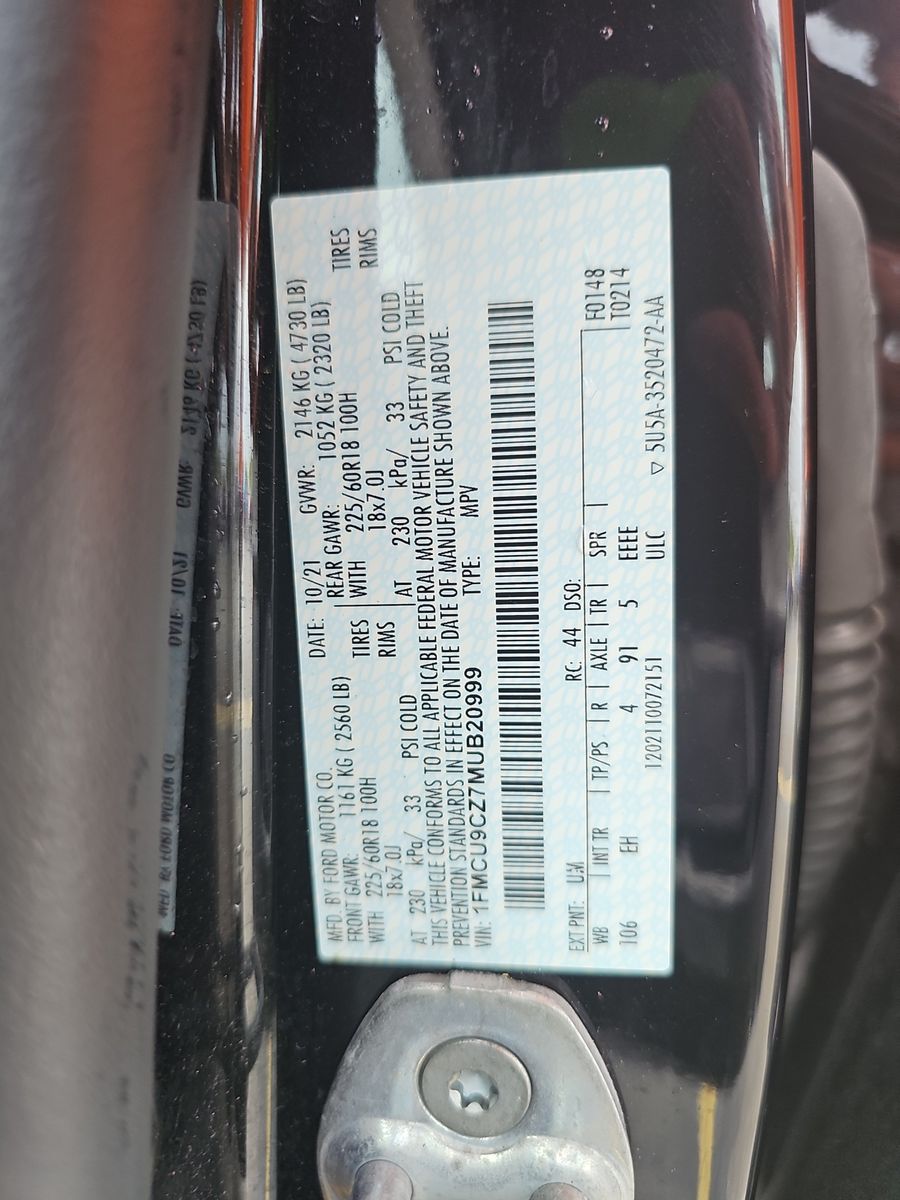 MFD. BY FORD MOTOR CO. DATE: 10/21 GVWR: 2146 KG ( 4730 LB)
FRONT GAWR: 1161 KG ( 2560 LB) REAR GAWR: 1052 KG ( 2320 LB)
WITH 225/60R18 100H TIRES WITH 225/60R18 100H TIRES
18x7.0J RIMS 18x7.0J RIMS
AT 230 kPa/ 33 PSI COLD AT 230 kPa/ 33 PSI COLD
THIS VEHICLE CONFORMS TO ALL APPLICABLE FEDERAL MOTOR VEHICLE SAFETY AND THEFT
PREVENTION STANDARDS IN EFFECT ON THE DATE OF MANUFACTURE SHOWN ABOVE.
VIN: 1FMCU9CZ7MUB20999 TYPE: MPV
EXT PNT: UM RC: 44 DSO: F0148
WB INT TR TP/PS R AXLE TR SPR T0214
106 EH 4 91 5 EEEE
1202110072151 ULC ▽ 5U5A-3520472-AA